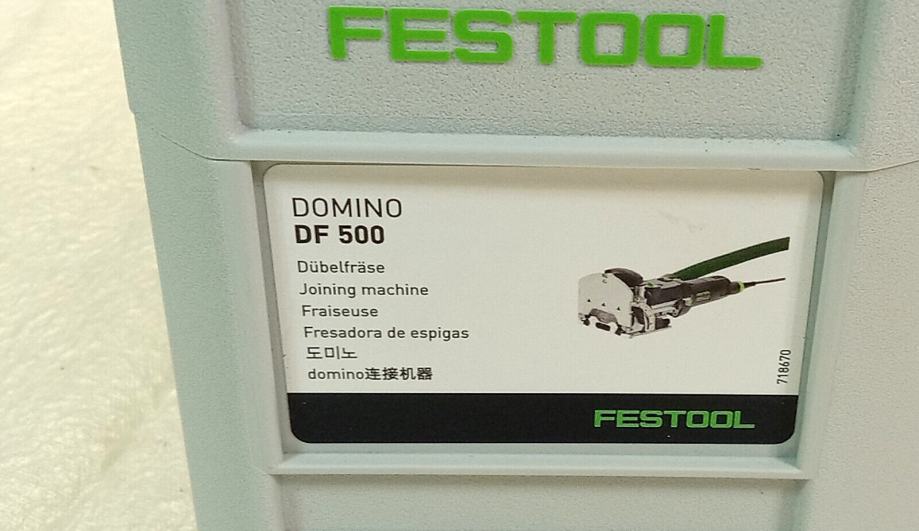 FESTOOL
DOMINO
DF 500
Dübelfräse
Joining machine
Fraiseuse
Fresadora de espigas
도미노
domino连接机器
718670
FESTOOL